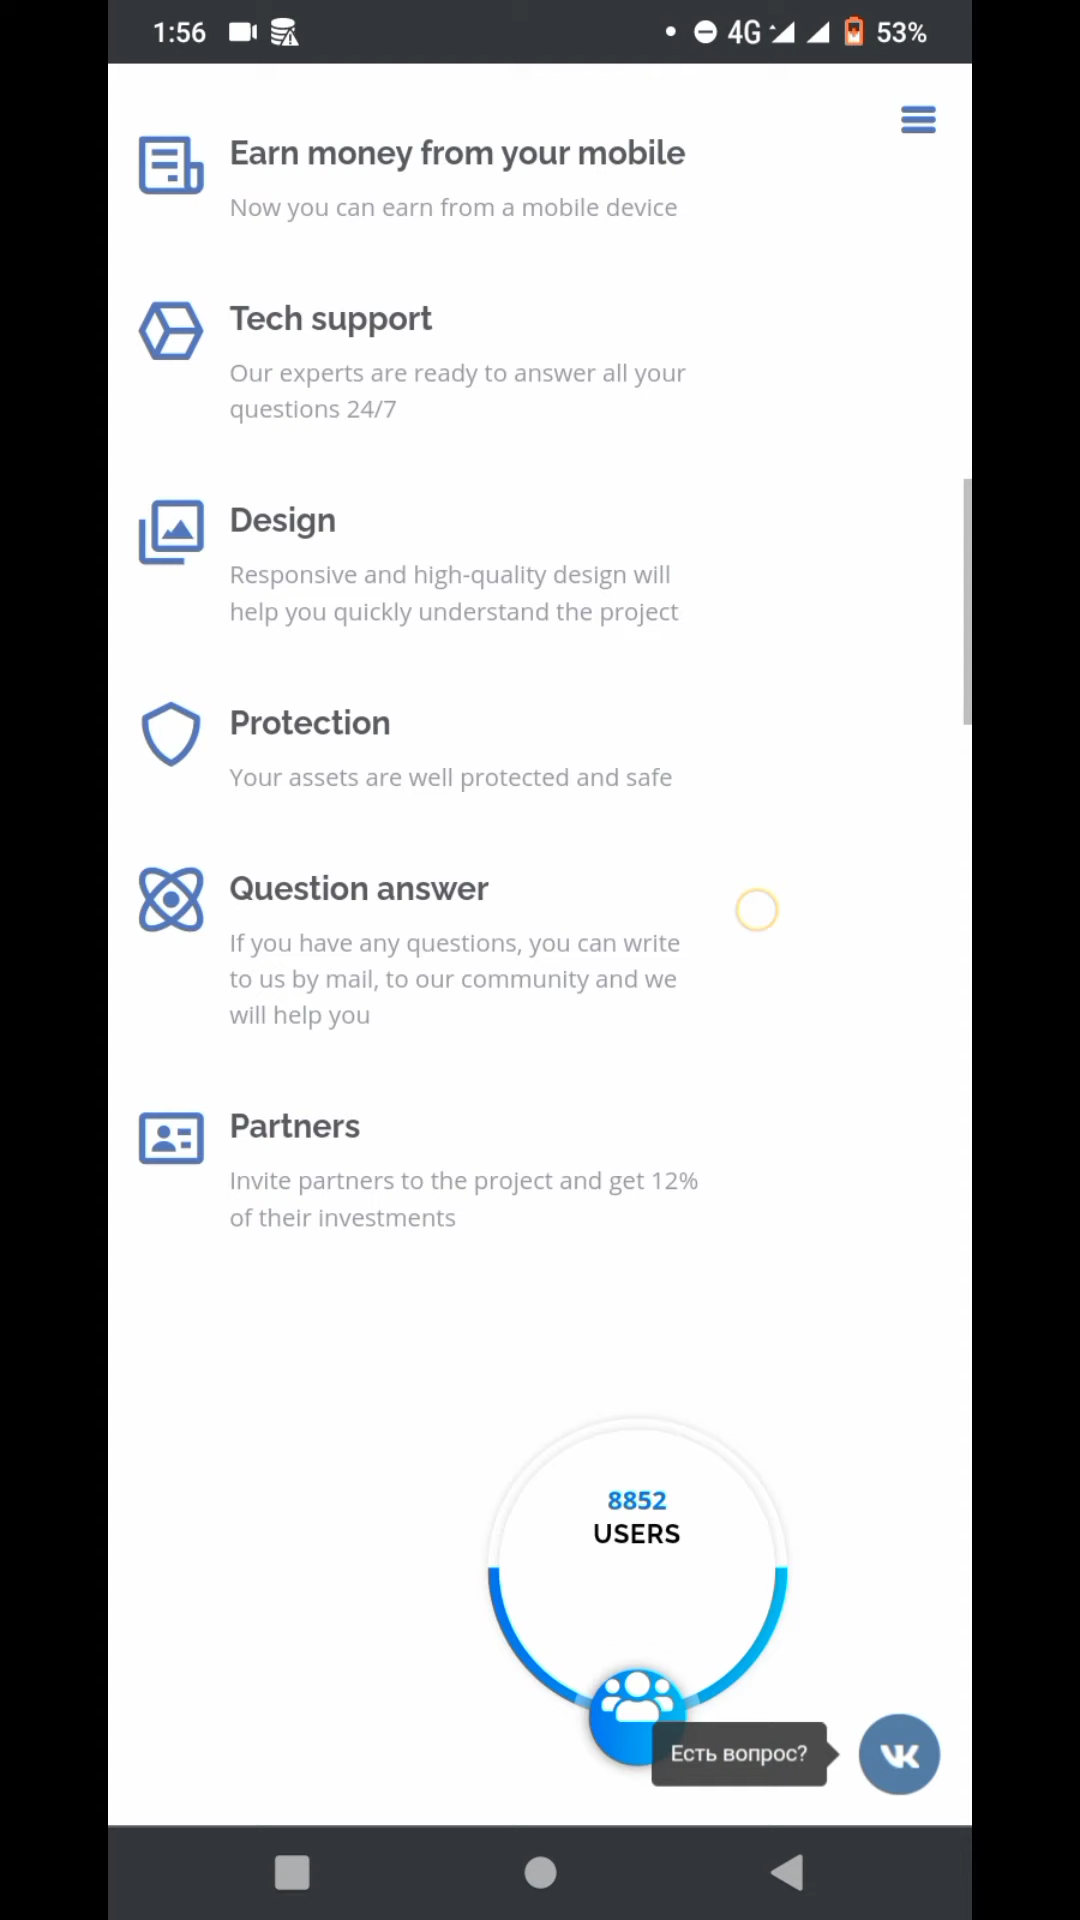 1:56
4G
53%
Earn money from your mobile
Now you can earn from a mobile device
Tech support
Our experts are ready to answer all your
questions 24/7
Design
Responsive and high-quality design will
help you quickly understand the project
Protection
Your assets are well protected and safe
Question answer
If you have any questions, you can write
to us by mail, to our community and we
will help you
Partners
Invite partners to the project and get 12%
of their investments
8852
USERS
Есть вопрос?